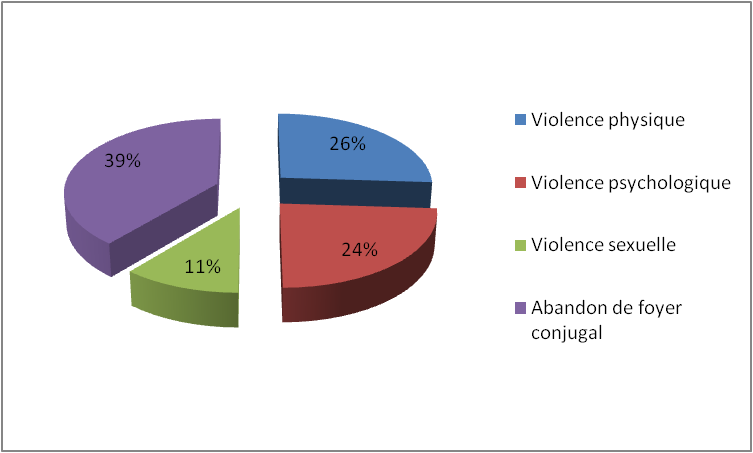 26%
24%
11%
39%
Violence physique
Violence psychologique
Violence sexuelle
Abandon de foyer
conjugal